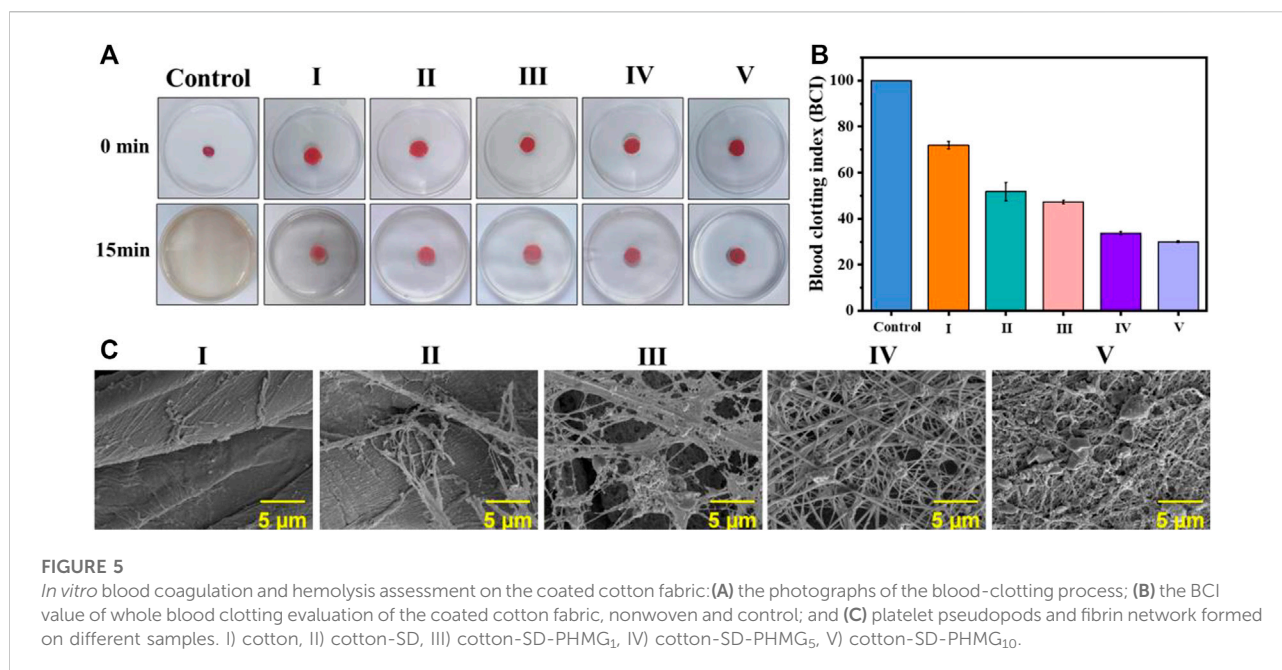 A
Control I II III IV V
0 min
15min
B
Blood clotting index (BCI)
100
80
60
40
20
0
Control I II III IV V
C
I II III IV V
5 µm 5 µm 5 µm 5 µm 5 µm
FIGURE 5
In vitro blood coagulation and hemolysis assessment on the coated cotton fabric: (A) the photographs of the blood-clotting process; (B) the BCI
value of whole blood clotting evaluation of the coated cotton fabric, nonwoven and control; and (C) platelet pseudopods and fibrin network formed
on different samples. I) cotton, II) cotton-SD, III) cotton-SD-PHMG₁, IV) cotton-SD-PHMG₅, V) cotton-SD-PHMG₁₀.